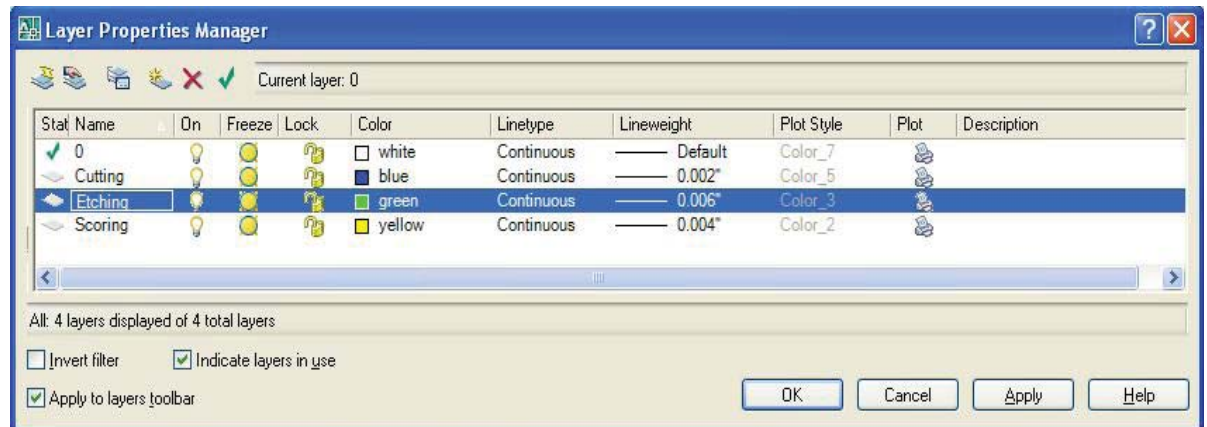 Layer Properties Manager
Current layer: 0
Stat Name On Freeze Lock Color Linetype Lineweight Plot Style Plot Description
0 white Continuous Default Color_7
Cutting blue Continuous 0.002" Color_5
Etching green Continuous 0.006" Color_3
Scoring yellow Continuous 0.004" Color_2
All: 4 layers displayed of 4 total layers
Invert filter Indicate layers in use
Apply to layers toolbar OK Cancel Apply Help